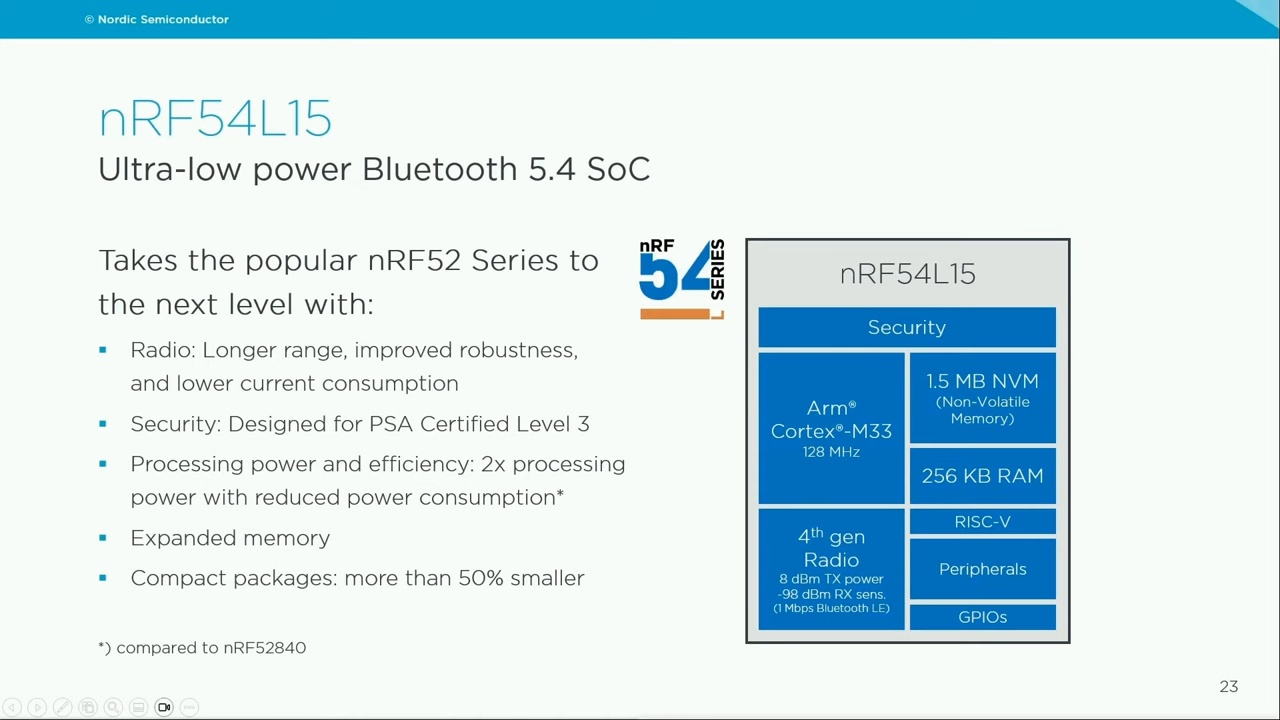 © Nordic Semiconductor
nRF54L15
Ultra-low power Bluetooth 5.4 SoC
Takes the popular nRF52 Series to
the next level with:
▪ Radio: Longer range, improved robustness,
and lower current consumption
▪ Security: Designed for PSA Certified Level 3
▪ Processing power and efficiency: 2x processing
power with reduced power consumption*
▪ Expanded memory
▪ Compact packages: more than 50% smaller
*) compared to nRF52840
nRF
54
SERIES
L
nRF54L15
Security
Arm®
Cortex®-M33
128 MHz
1.5 MB NVM
(Non-Volatile
Memory)
256 KB RAM
4th gen
Radio
8 dBm TX power
-98 dBm RX sens.
(1 Mbps Bluetooth LE)
RISC-V
Peripherals
GPIOs
23